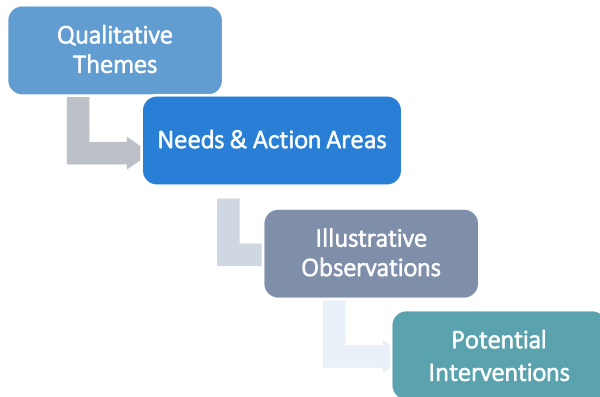 Qualitative
Themes
Needs & Action Areas
Illustrative
Observations
Potential
Interventions